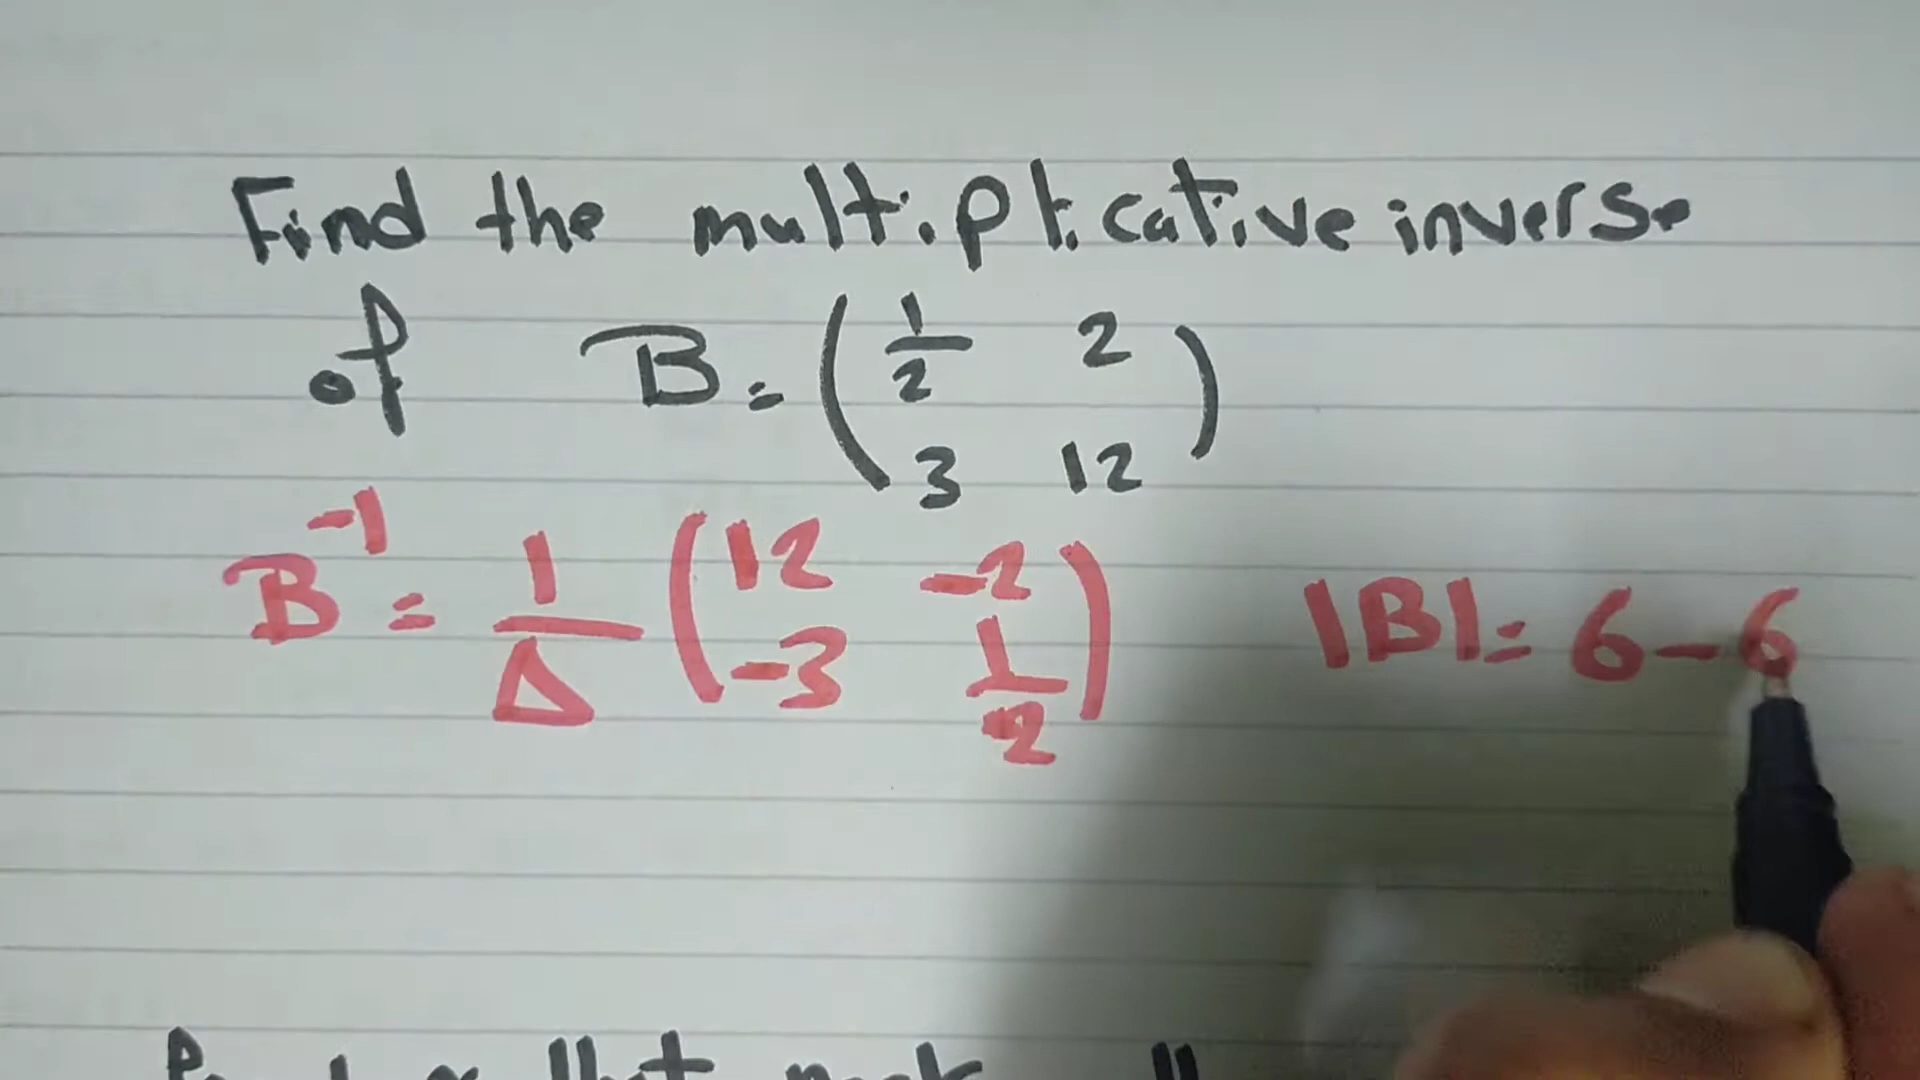 Find the multiplicative inverse
of B = ( 1/2 2
3 12 )
B⁻¹ = 1/Δ ( 12 -2
-3 1/2 ) |B| = 6 - 6